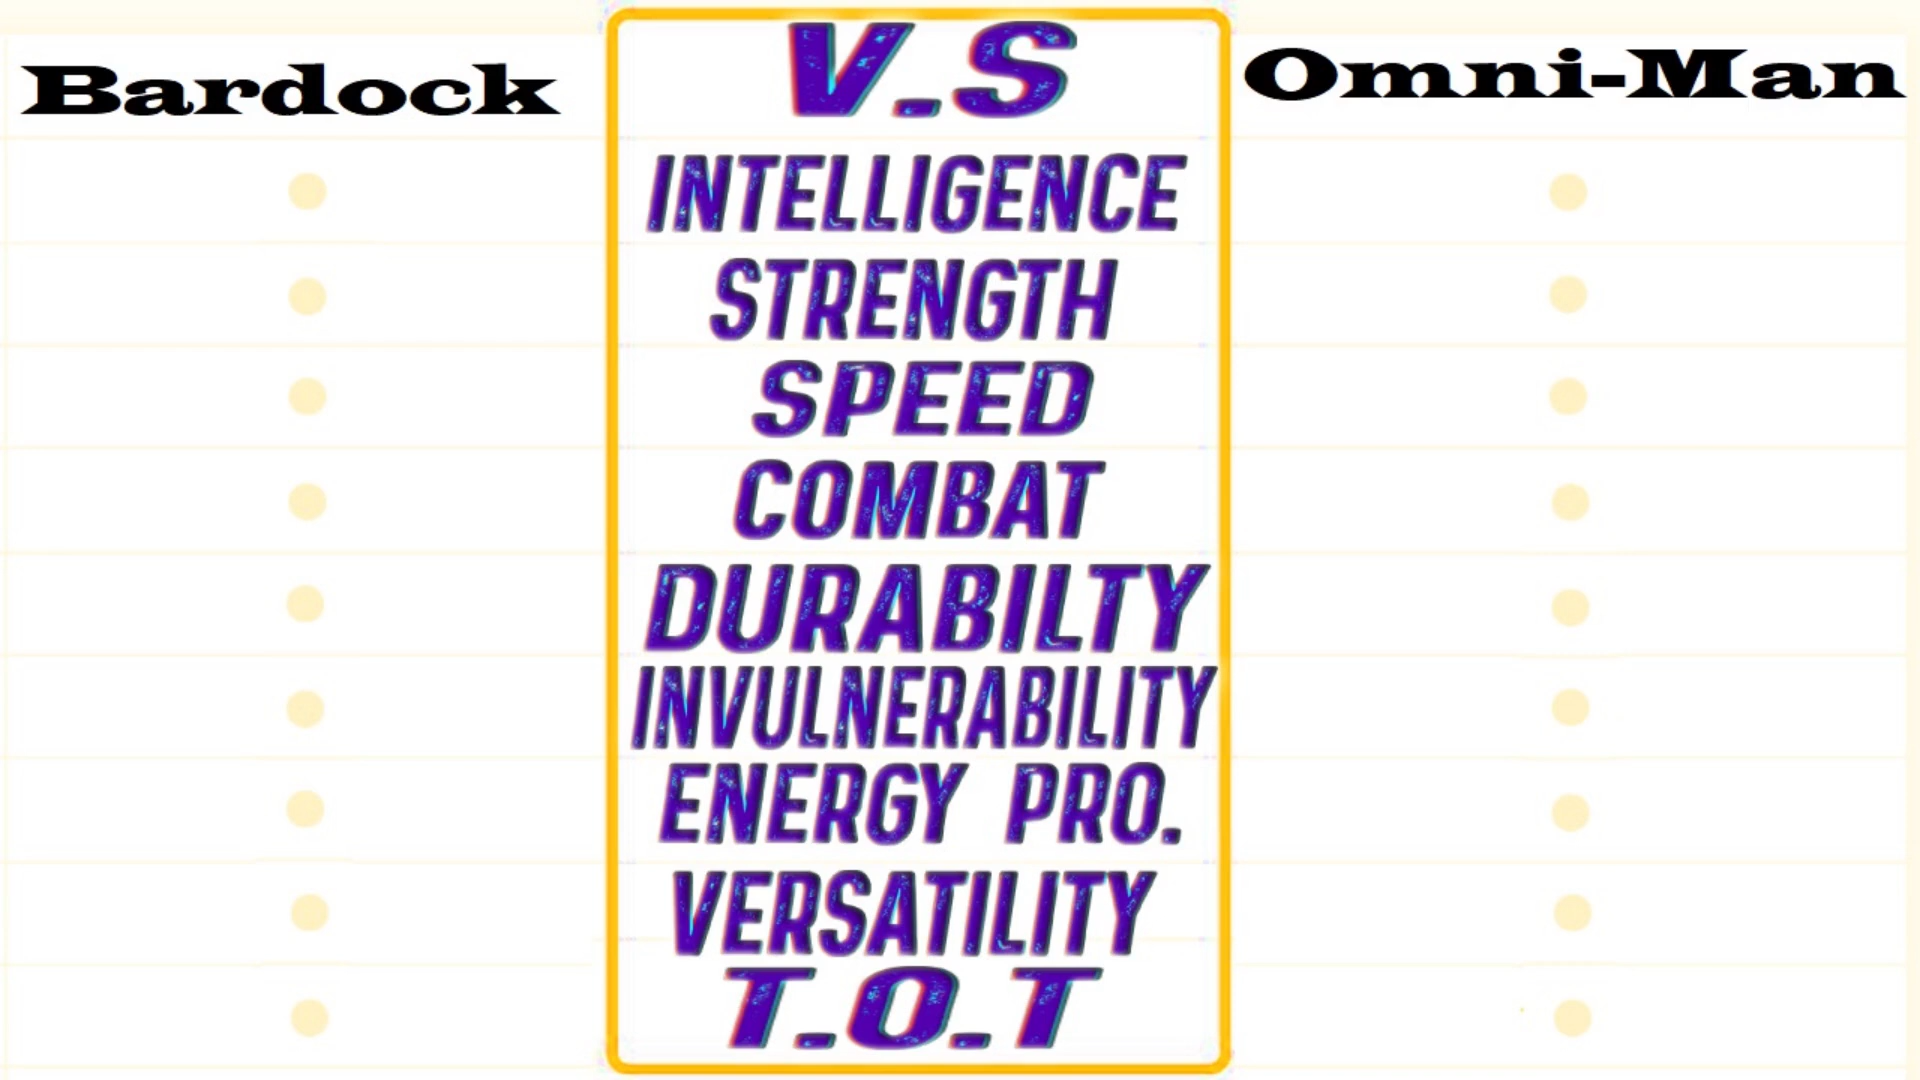 Bardock
V.S
Omni-Man
INTELLIGENCE
STRENGTH
SPEED
COMBAT
DURABILTY
INVULNERABILITY
ENERGY PRO.
VERSATILITY
T.O.T